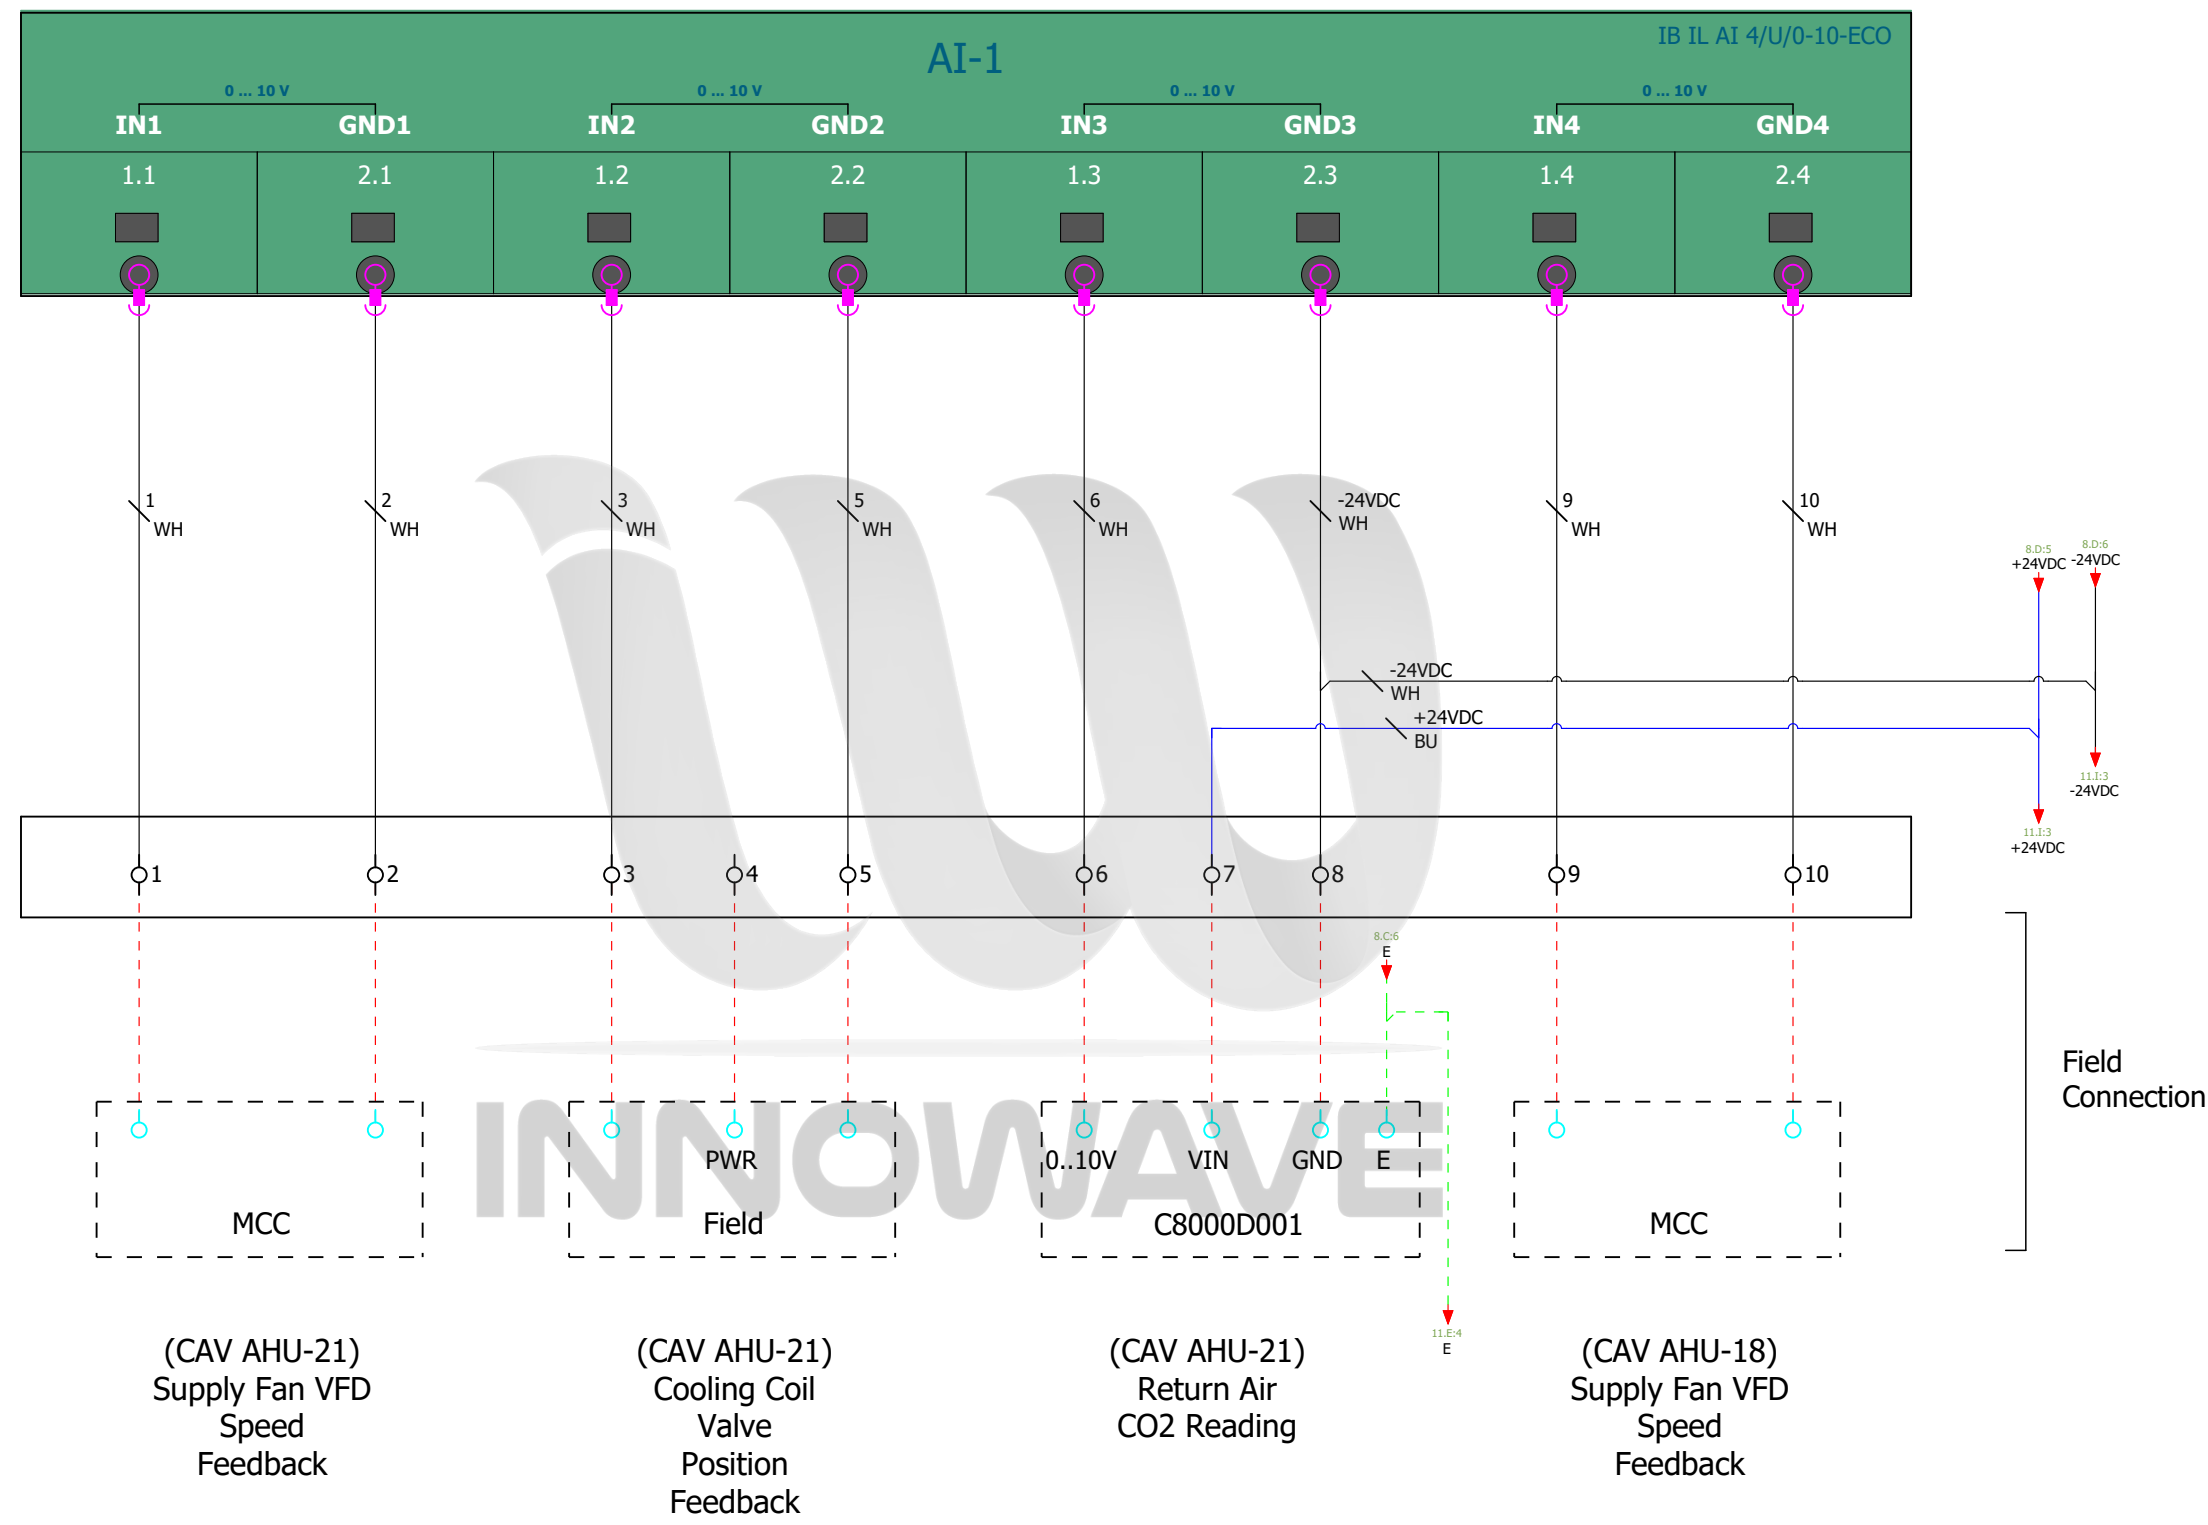 AI-1
IB IL AI 4/U/0-10-ECO
0 ... 10 V
0 ... 10 V
0 ... 10 V
0 ... 10 V
IN1
GND1
IN2
GND2
IN3
GND3
IN4
GND4
1.1
2.1
1.2
2.2
1.3
2.3
1.4
2.4
1
WH
2
WH
3
WH
5
WH
6
WH
-24VDC
WH
9
WH
10
WH
8.D:5
+24VDC
8.D:6
-24VDC
-24VDC
WH
+24VDC
BU
11.I:3
-24VDC
11.I:3
+24VDC
1
2
3
4
5
6
7
8
9
10
8.C:6
E
Field
Connection
INNOWAVE
MCC
PWR
Field
0..10V
VIN
GND
E
C8000D001
MCC
11.E:4
E
(CAV AHU-21)
Supply Fan VFD
Speed
Feedback
(CAV AHU-21)
Cooling Coil
Valve
Position
Feedback
(CAV AHU-21)
Return Air
CO2 Reading
(CAV AHU-18)
Supply Fan VFD
Speed
Feedback